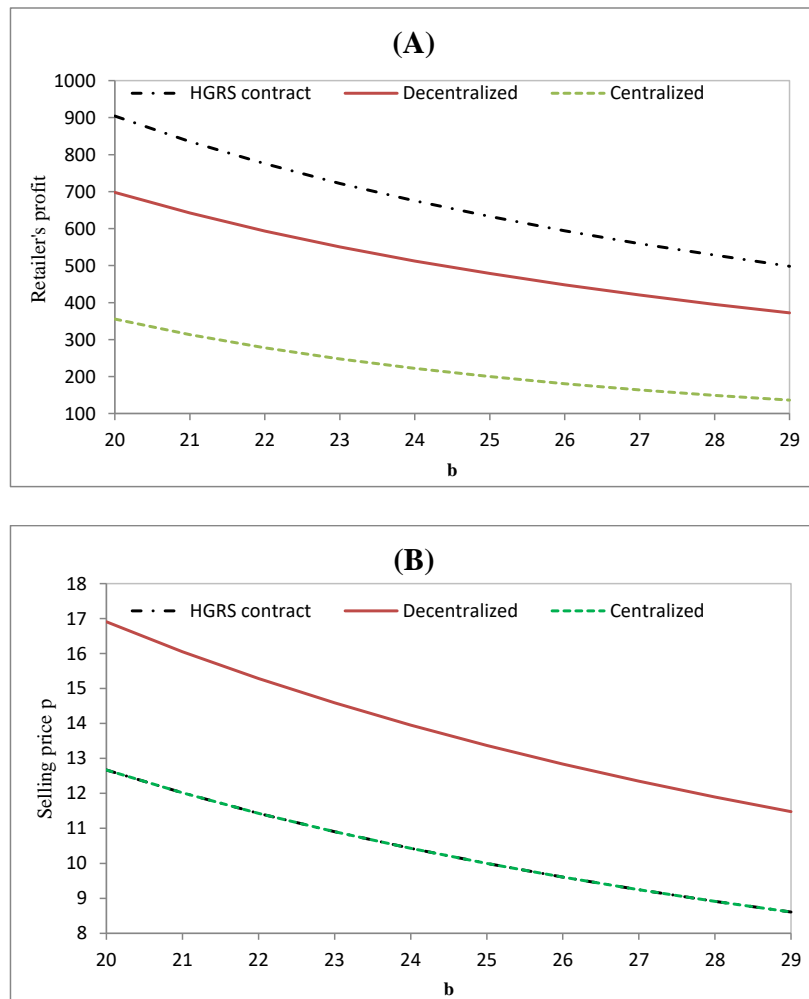 (A)
1000
HGRS contract Decentralized Centralized
900
800
700
600
500
400
300
200
100
Retailer's profit
20 21 22 23 24 25 26 27 28 29
b
(B)
18
17
HGRS contract Decentralized Centralized
16
15
14
13
12
11
10
9
8
Selling price p
20 21 22 23 24 25 26 27 28 29
b